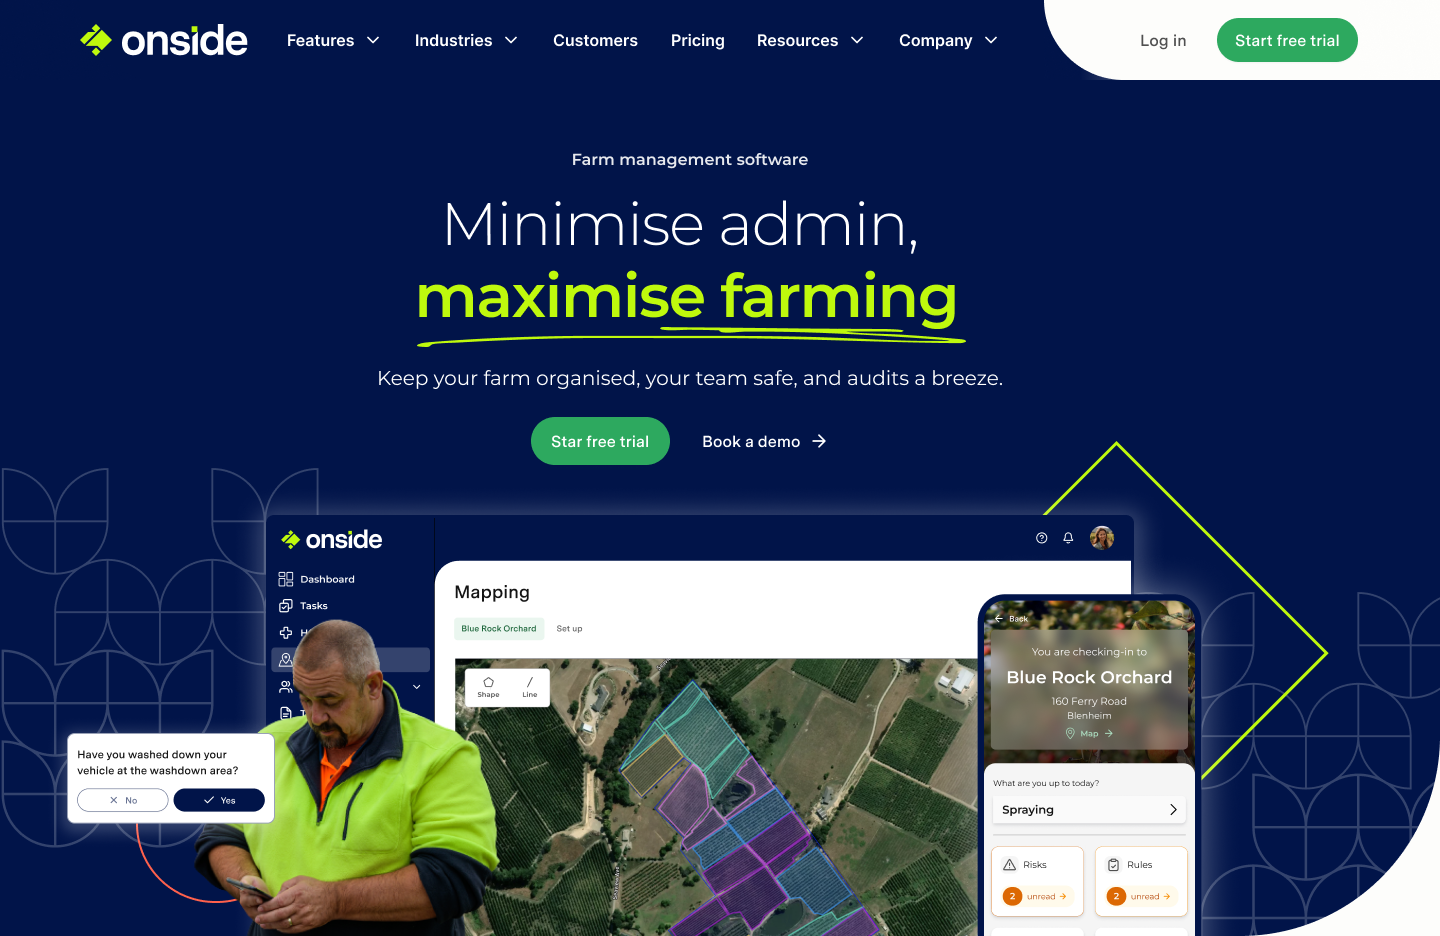 onside
Features
Industries
Customers
Pricing
Resources
Company
Log in
Start free trial
Farm management software
Minimise admin,
maximise farming
Keep your farm organised, your team safe, and audits a breeze.
Star free trial
Book a demo
onside
Dashboard
Tasks
Mapping
Blue Rock Orchard
Set up
Shape
Line
Have you washed down your
vehicle at the washdown area?
No
Yes
Back
You are checking-in to
Blue Rock Orchard
160 Ferry Road
Blenheim
Map
What are you up to today?
Spraying
Risks
2 unread
Rules
2 unread